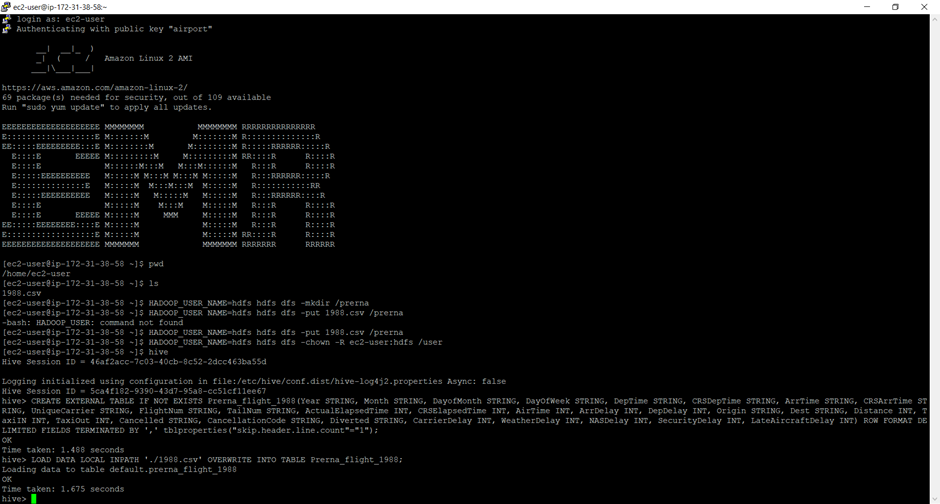 ec2-user@ip-172-31-38-58:~
login as: ec2-user
Authenticating with public key "airport"
__|  __|_  )
_|  (     /   Amazon Linux 2 AMI
___|\___|___|
https://aws.amazon.com/amazon-linux-2/
69 package(s) needed for security, out of 109 available
Run "sudo yum update" to apply all updates.
EEEEEEEEEEEEEEEEEEEE MMMMMMMM           MMMMMMMM RRRRRRRRRRRRRRR
E::::::::::::::::::E M:::::::M         M:::::::M R::::::::::::::R
EE:::::EEEEEEEEE:::E M::::::::M       M::::::::M R:::::RRRRRR:::::R
E::::E       EEEEE M:::::::::M     M:::::::::M RR::::R      R::::R
E::::E             M::::::M:::M   M:::M::::::M   R:::R      R::::R
E:::::EEEEEEEEEE   M:::::M M:::M M:::M M:::::M   R:::RRRRRR:::::R
E::::::::::::::E   M:::::M  M:::M:::M  M:::::M   R:::::::::::RR
E:::::EEEEEEEEEE   M:::::M   M:::::M   M:::::M   R:::RRRRRR::::R
E::::E             M:::::M    M:::M    M:::::M   R:::R      R::::R
E::::E       EEEEE M:::::M     MMM     M:::::M   R:::R      R::::R
EE:::::EEEEEEEE::::E M:::::M             M:::::M   R:::R      R::::R
E::::::::::::::::::E M:::::M             M:::::M RR::::R      R::::R
EEEEEEEEEEEEEEEEEEEE MMMMMMM             MMMMMMM RRRRRRR      RRRRRR
[ec2-user@ip-172-31-38-58 ~]$ pwd
/home/ec2-user
[ec2-user@ip-172-31-38-58 ~]$ ls
1988.csv
[ec2-user@ip-172-31-38-58 ~]$ HADOOP_USER_NAME=hdfs hdfs dfs -mkdir /prerna
[ec2-user@ip-172-31-38-58 ~]$ HADOOP_USER NAME=hdfs hdfs dfs -put 1988.csv /prerna
-bash: HADOOP_USER: command not found
[ec2-user@ip-172-31-38-58 ~]$ HADOOP_USER_NAME=hdfs hdfs dfs -put 1988.csv /prerna
[ec2-user@ip-172-31-38-58 ~]$ HADOOP_USER_NAME=hdfs hdfs dfs -chown -R ec2-user:hdfs /user
[ec2-user@ip-172-31-38-58 ~]$ hive
Hive Session ID = 46af2acc-7c03-40cb-8c52-2dcc463ba55d
Logging initialized using configuration in file:/etc/hive/conf.dist/hive-log4j2.properties Async: false
Hive Session ID = 5ca4f182-9390-43d7-95a8-cc51cf11ee67
hive> CREATE EXTERNAL TABLE IF NOT EXISTS Prerna_flight_1988(Year STRING, Month STRING, DayofMonth STRING, DayOfWeek STRING, DepTime STRING, CRSDepTime STRING, ArrTime STRING, CRSArrTime ST
RING, UniqueCarrier STRING, FlightNum STRING, TailNum STRING, ActualElapsedTime INT, CRSElapsedTime INT, AirTime INT, ArrDelay INT, DepDelay INT, Origin STRING, Dest STRING, Distance INT, T
axiIN INT, TaxiOut INT, Cancelled STRING, CancellationCode STRING, Diverted STRING, CarrierDelay INT, WeatherDelay INT, NASDelay INT, SecurityDelay INT, LateAircraftDelay INT) ROW FORMAT DE
LIMITED FIELDS TERMINATED BY ',' tblproperties("skip.header.line.count"="1");
OK
Time taken: 1.488 seconds
hive> LOAD DATA LOCAL INPATH './1988.csv' OVERWRITE INTO TABLE Prerna_flight_1988;
Loading data to table default.prerna_flight_1988
OK
Time taken: 1.675 seconds
hive>